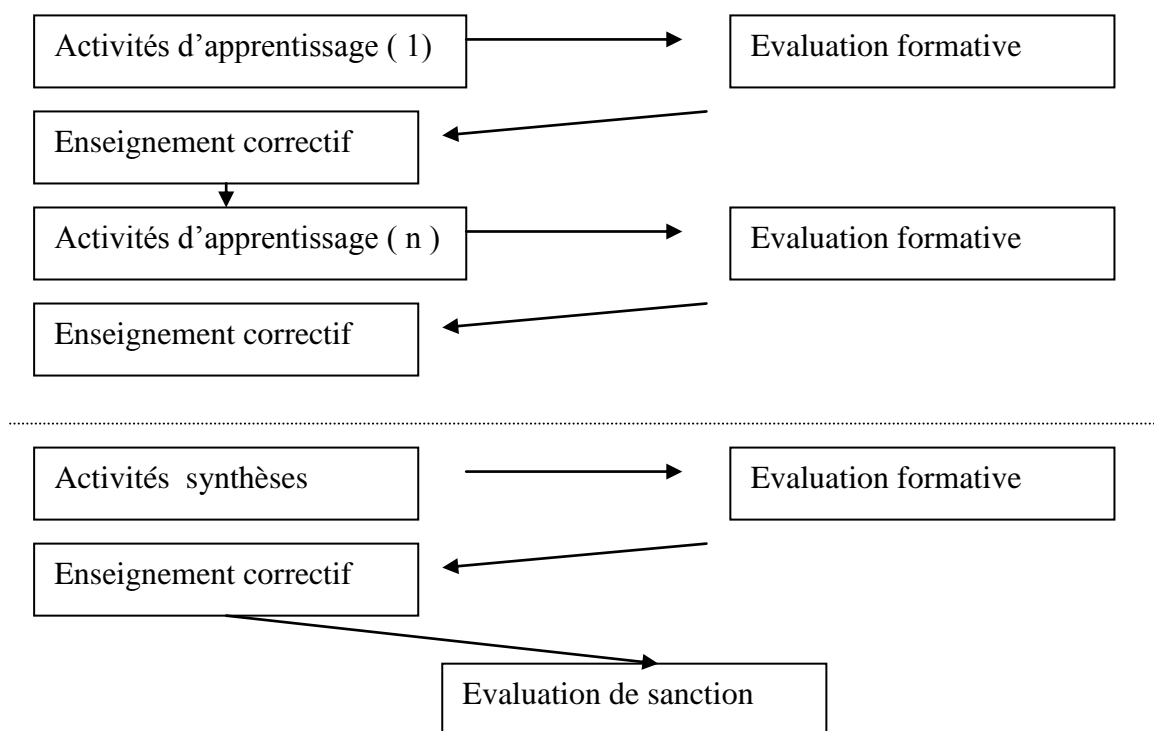 Activités d’apprentissage ( 1)
Evaluation formative
Enseignement correctif
Activités d’apprentissage ( n )
Evaluation formative
Enseignement correctif
Activités  synthèses
Evaluation formative
Enseignement correctif
Evaluation de sanction